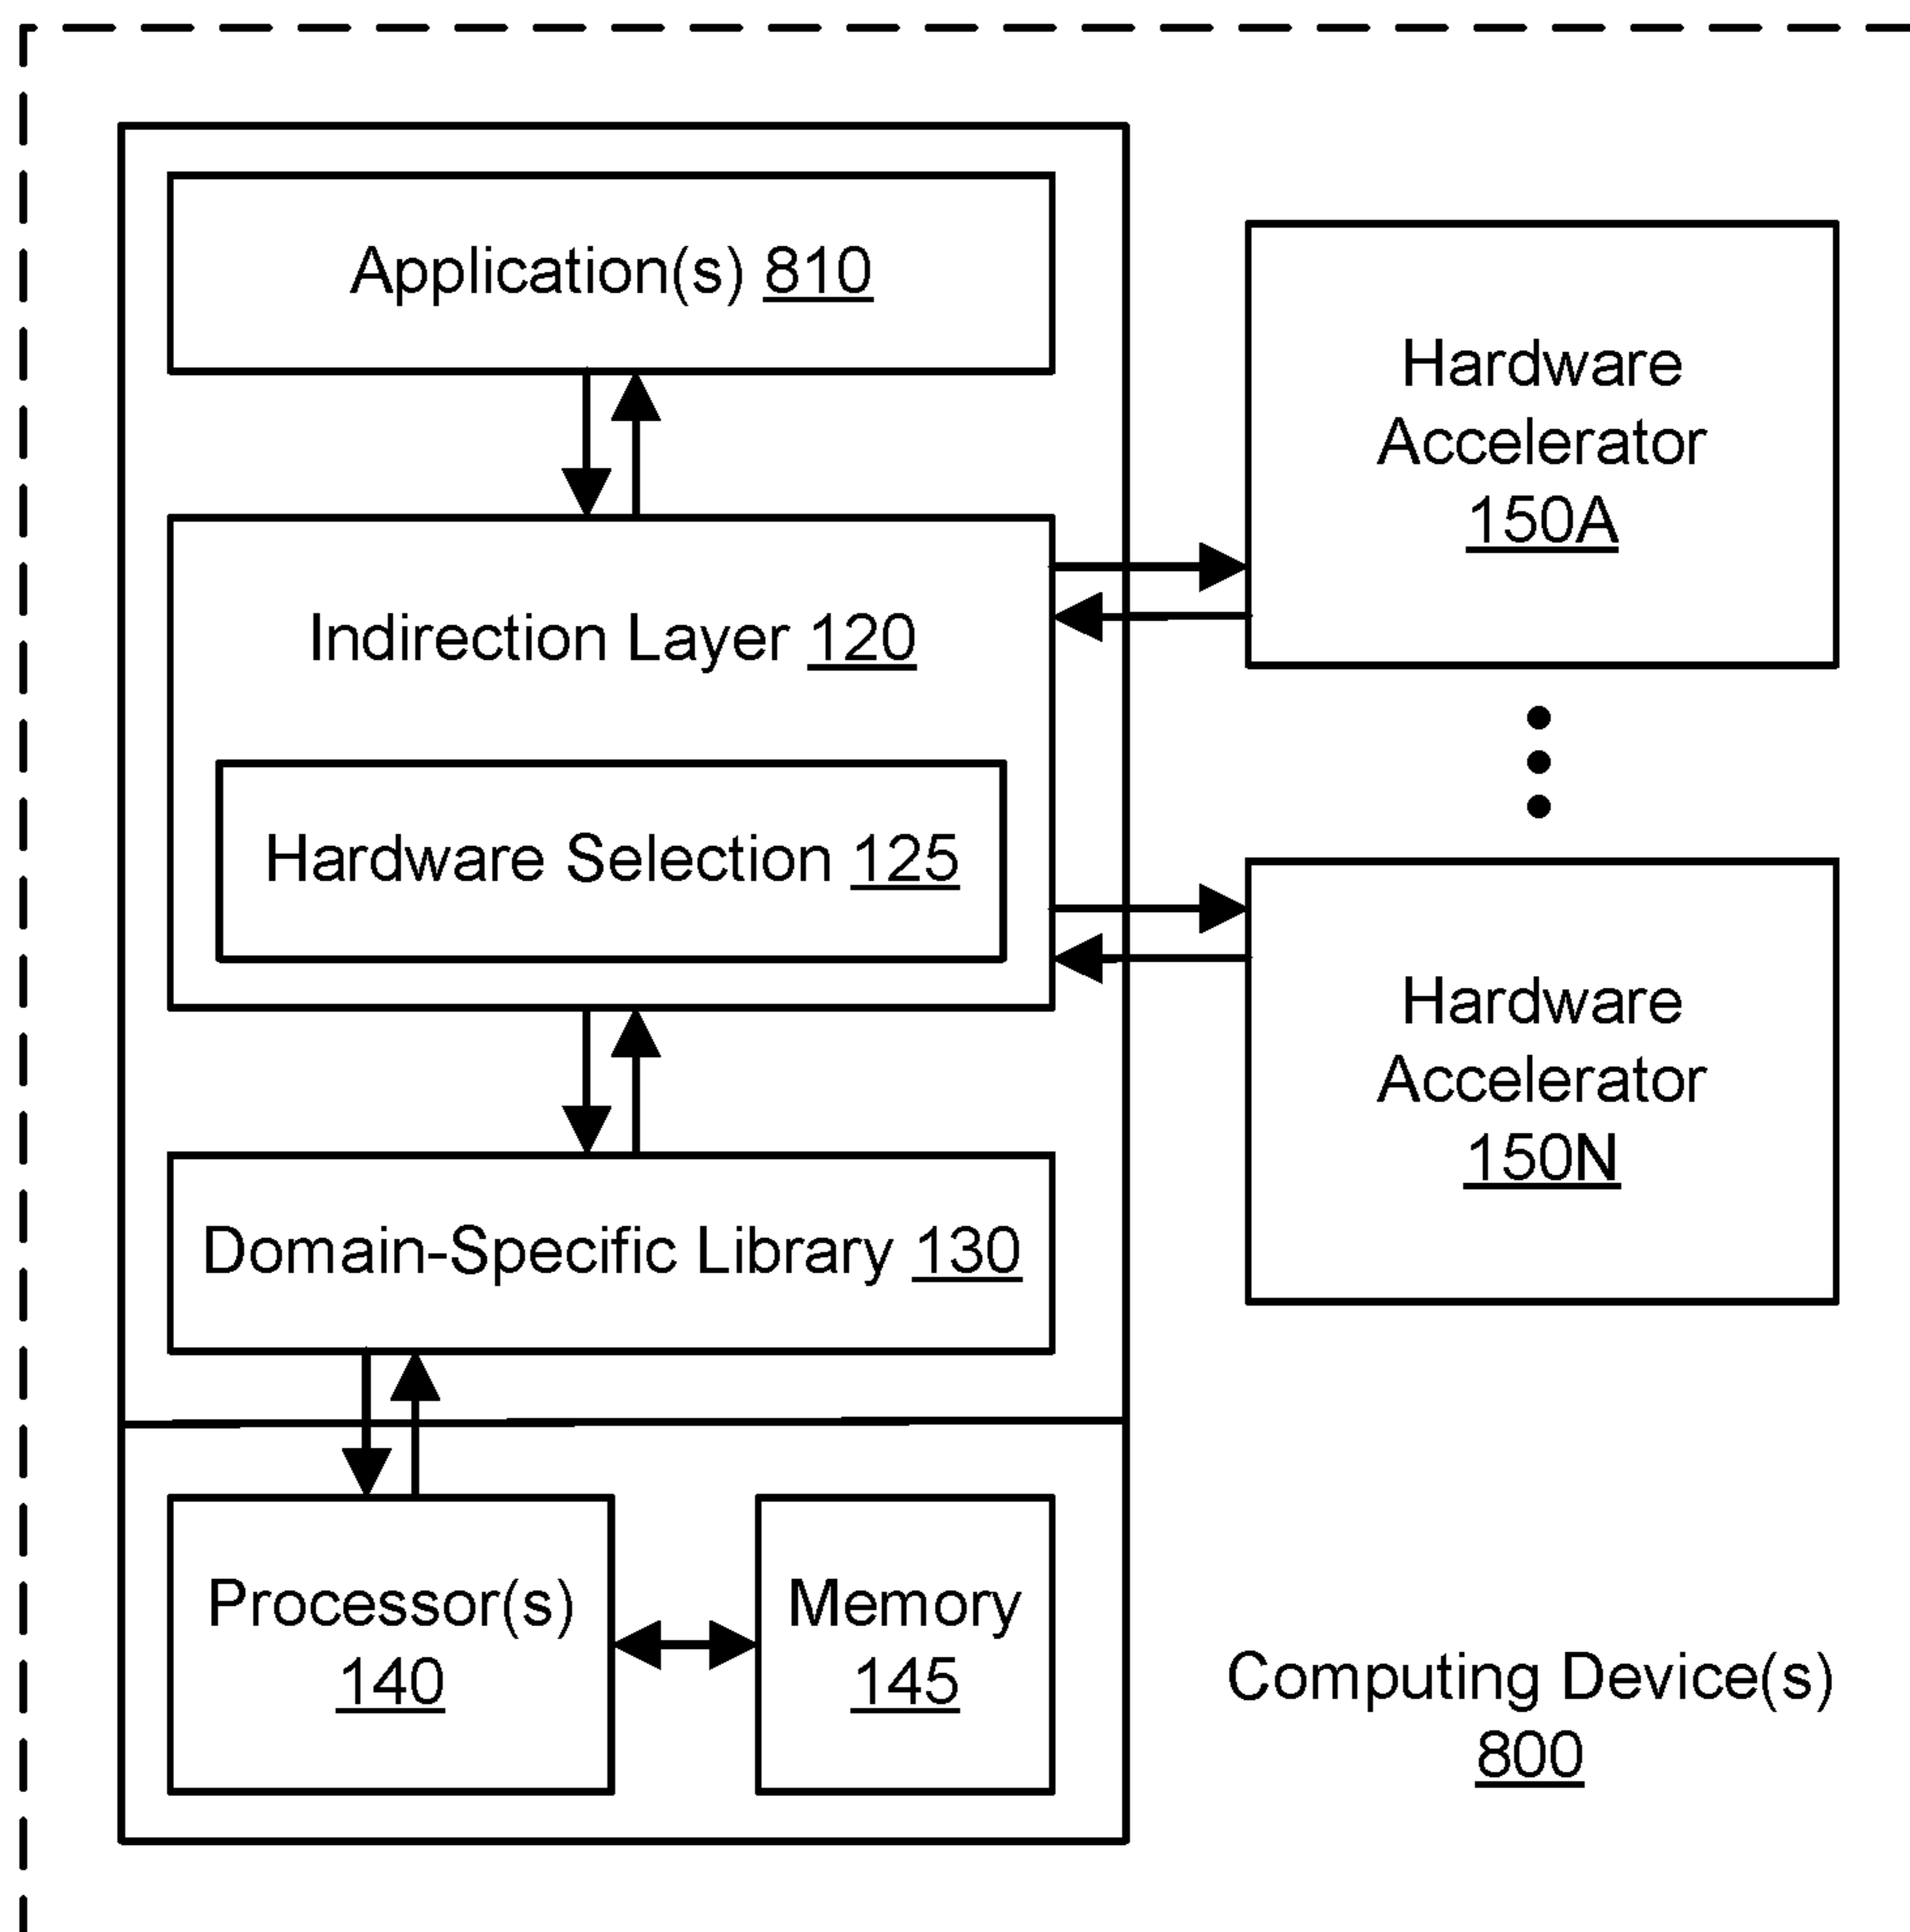 Application(s) 810
Indirection Layer 120
Hardware Selection 125
Domain-Specific Library 130
Processor(s)
140
Memory
145
Hardware
Accelerator
150A
Hardware
Accelerator
150N
Computing Device(s)
800